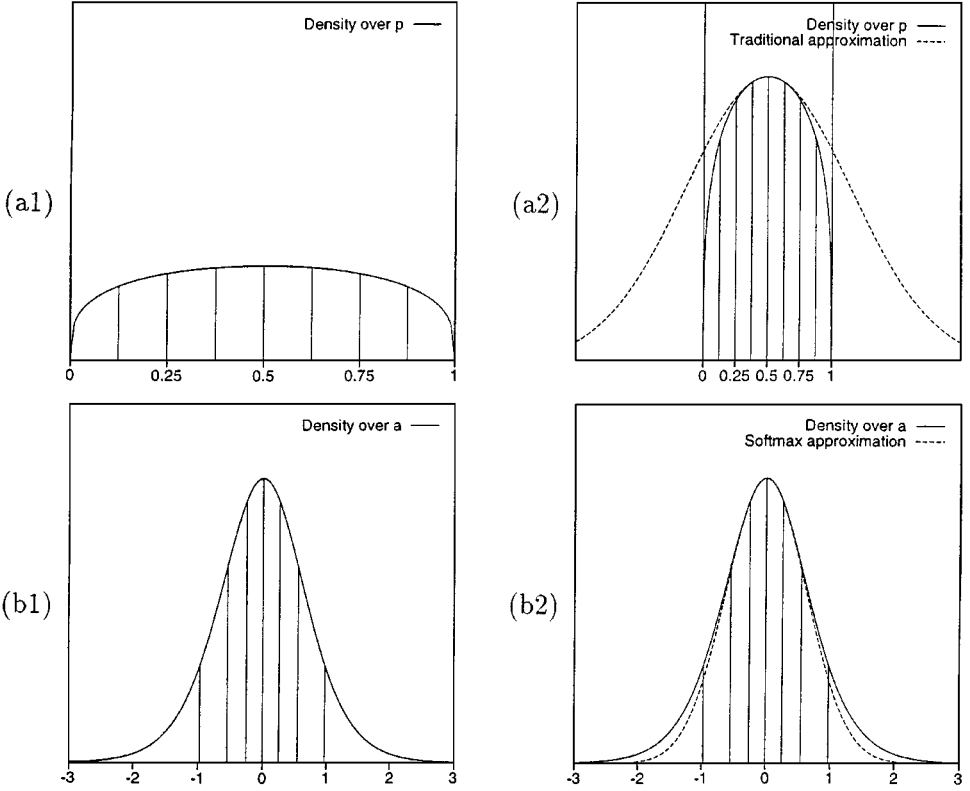 (a1)
Density over p
0 0.25 0.5 0.75 1
(a2)
Density over p
Traditional approximation
0 0.25 0.5 0.75 1
(b1)
Density over a
-3 -2 -1 0 1 2 3
(b2)
Density over a
Softmax approximation
-3 -2 -1 0 1 2 3